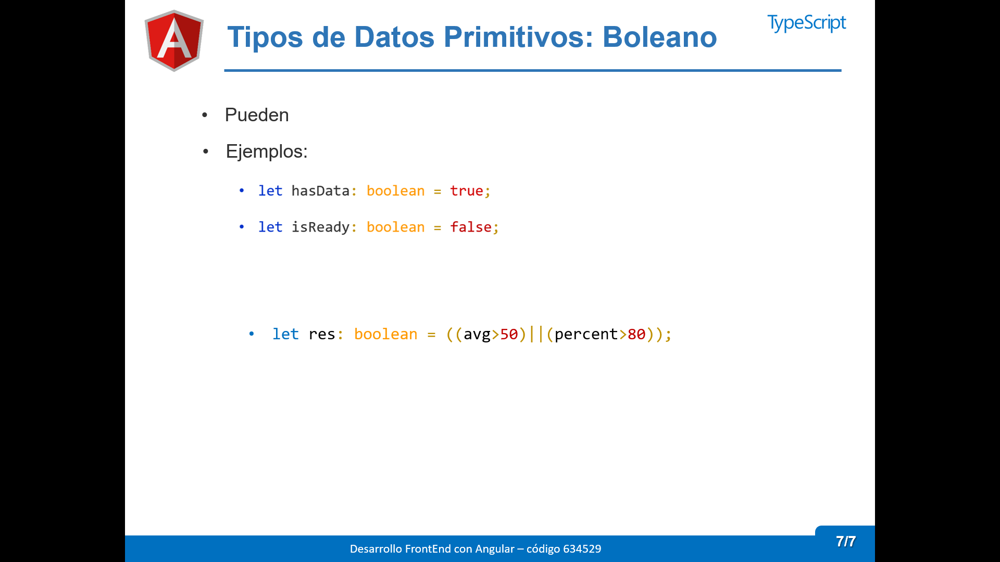 Tipos de Datos Primitivos: Boleano
TypeScript
• Pueden
• Ejemplos:
• let hasData: boolean = true;
• let isReady: boolean = false;
• let res: boolean = ((avg>50)||(percent>80));
7/7
Desarrollo FrontEnd con Angular – código 634529